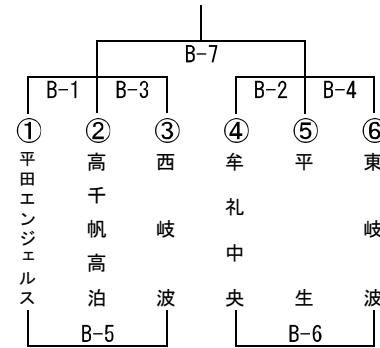 B-7
B-1
B-3
B-2
B-4
①
②
③
④
⑤
⑥
平田エンジェルス
高千帆高泊
西岐波
牟礼中央
平生
東岐波
B-5
B-6